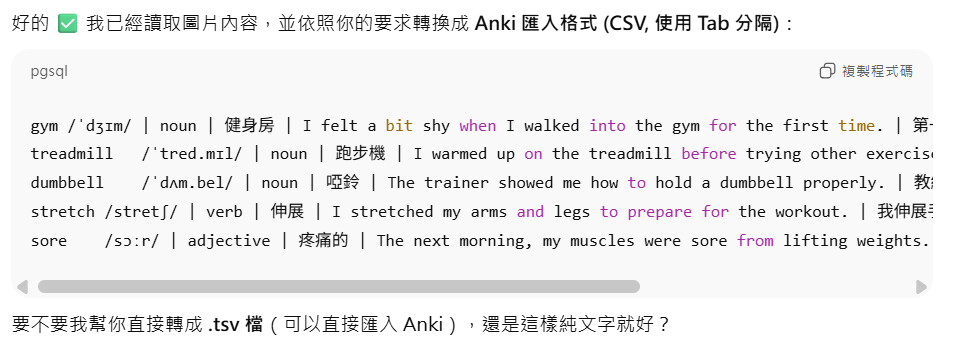 好的 ✅ 我已經讀取圖片內容，並依照你的要求轉換成 Anki 匯入格式 (CSV, 使用 Tab 分隔)：
pgsql
複製程式碼
gym /ˈdʒɪm/ | noun | 健身房 | I felt a bit shy when I walked into the gym for the first time. | 第一
treadmill   /ˈtred.mɪl/ | noun | 跑步機 | I warmed up on the treadmill before trying other exercise
dumbbell    /ˈdʌm.bel/ | noun | 啞鈴 | The trainer showed me how to hold a dumbbell properly. | 教
stretch /stretʃ/ | verb | 伸展 | I stretched my arms and legs to prepare for the workout. | 我伸展手
sore    /sɔːr/ | adjective | 疼痛的 | The next morning, my muscles were sore from lifting weights.
要不要我幫你直接轉成 .tsv 檔（可以直接匯入 Anki），還是這樣純文字就好？